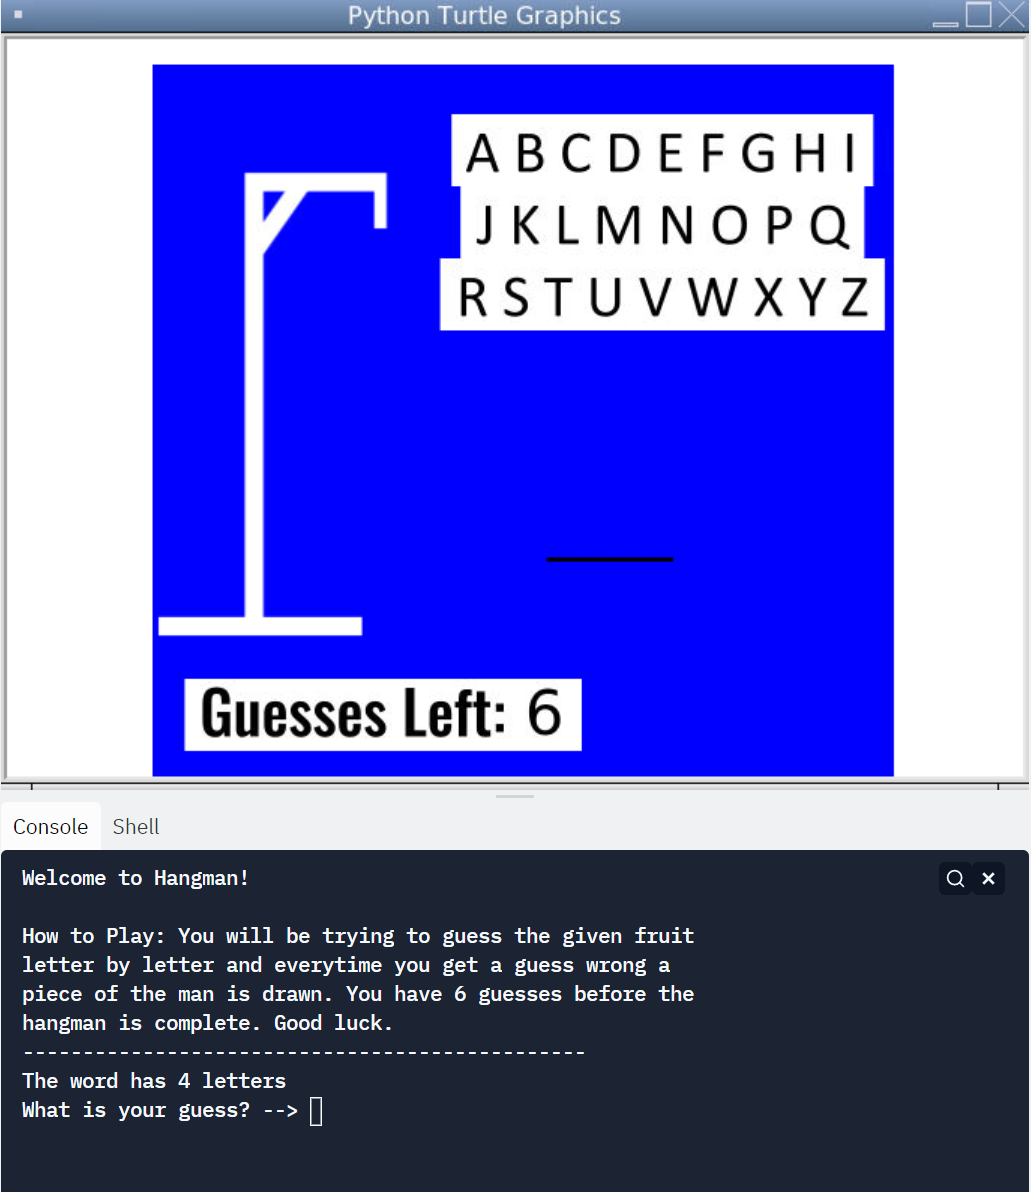 Python Turtle Graphics
A B C D E F G H I
J K L M N O P Q
R S T U V W X Y Z
Guesses Left: 6
Console Shell
Welcome to Hangman!
How to Play: You will be trying to guess the given fruit
letter by letter and everytime you get a guess wrong a
piece of the man is drawn. You have 6 guesses before the
hangman is complete. Good luck.
-----------------------------------------------
The word has 4 letters
What is your guess? -->